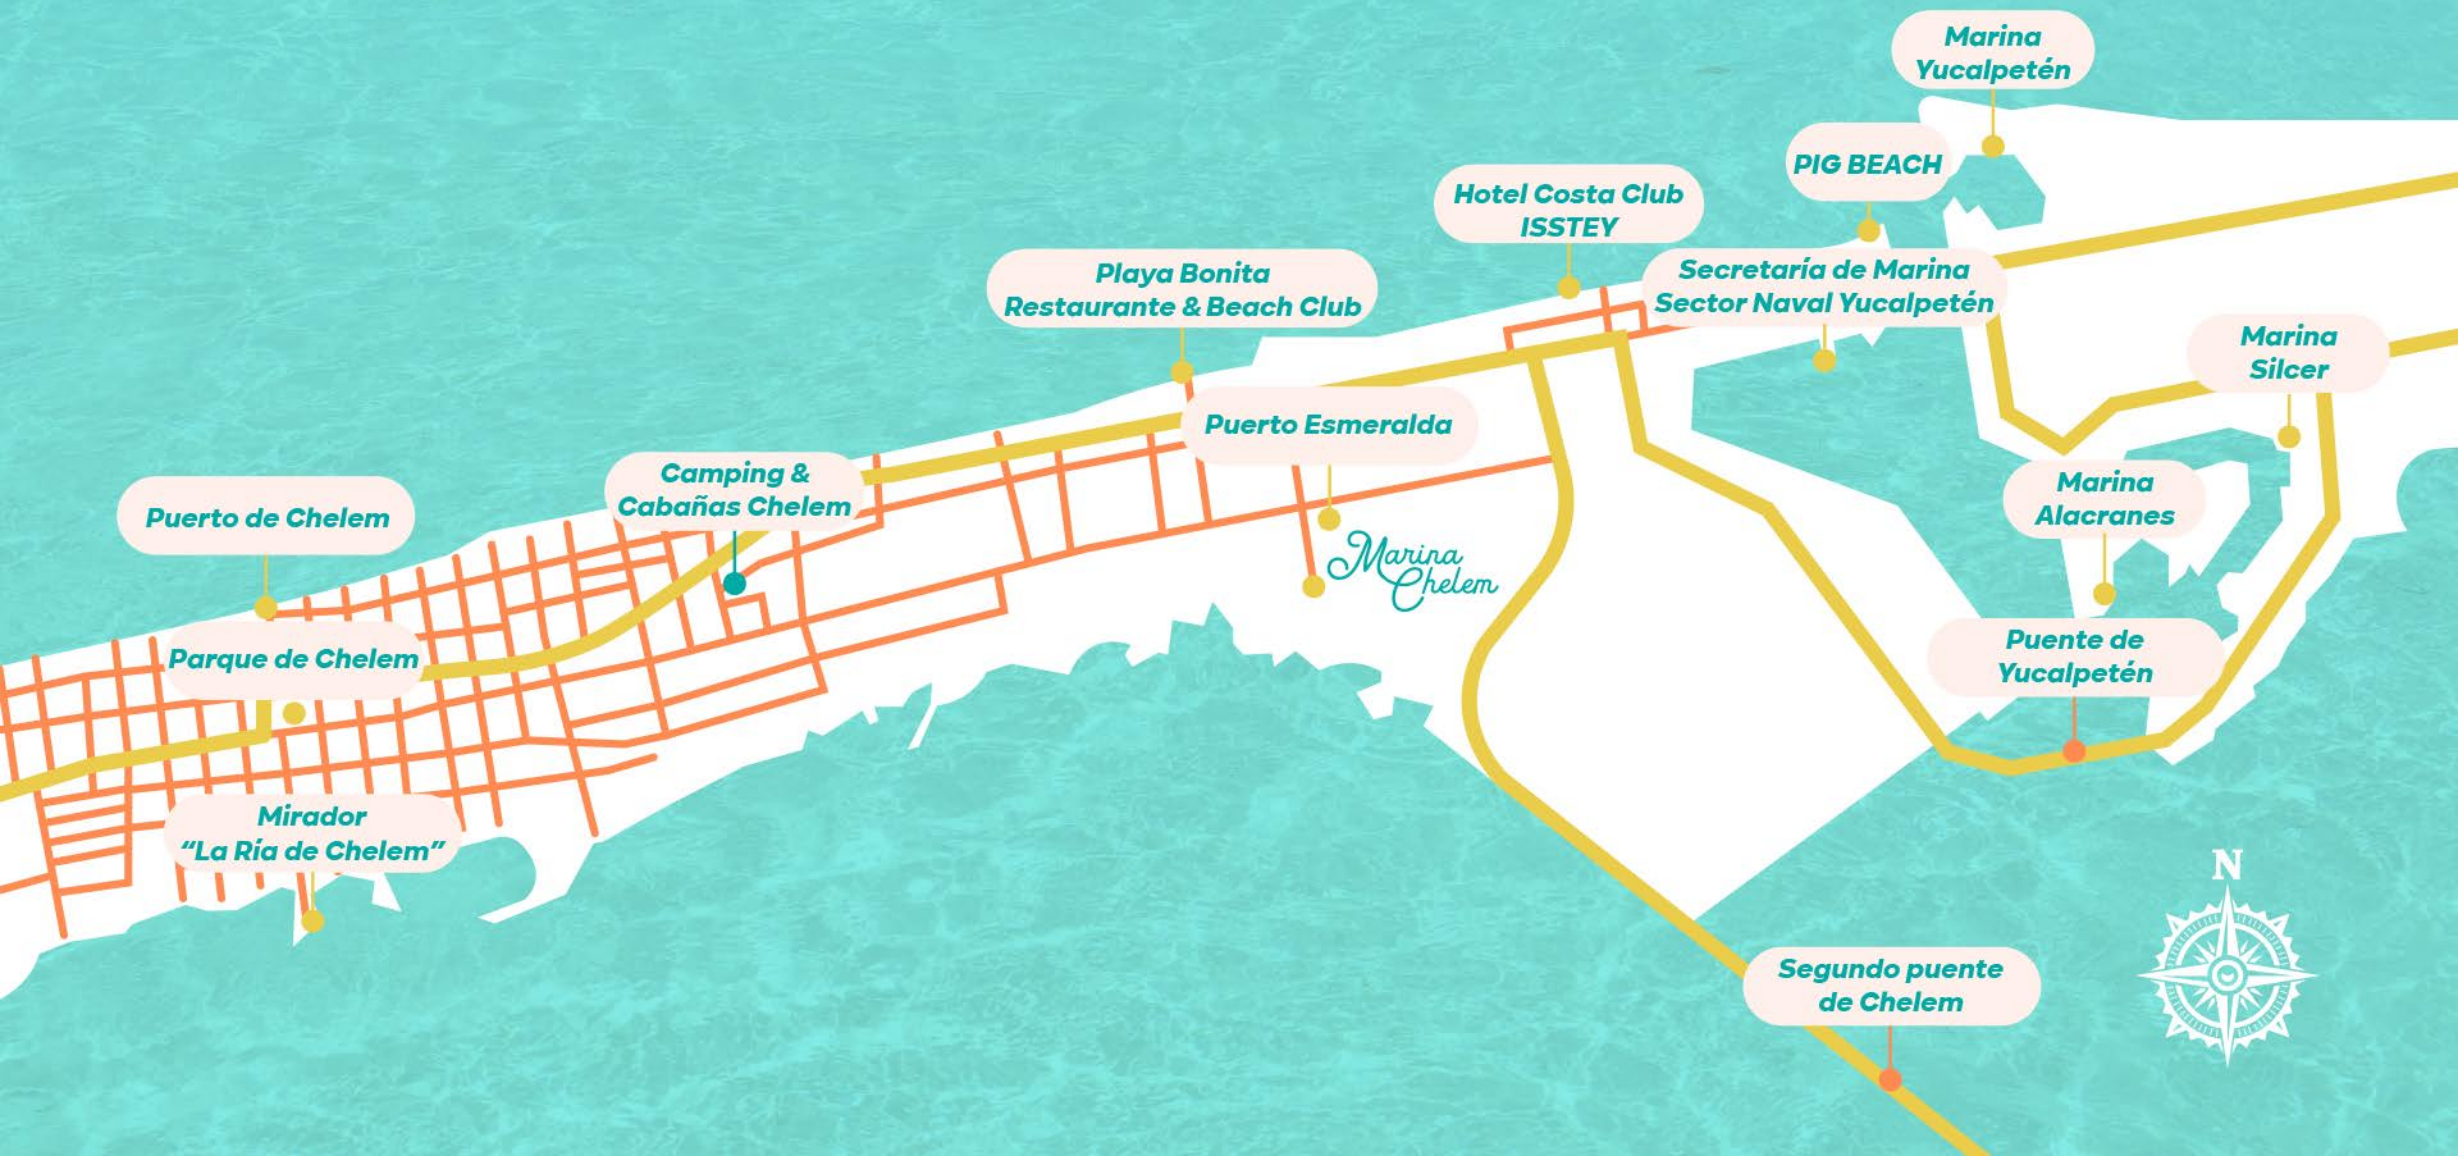 Marina
Yucalpetén
PIG BEACH
Hotel Costa Club
ISSTEY
Secretaría de Marina
Sector Naval Yucalpetén
Playa Bonita
Restaurante & Beach Club
Marina
Silcer
Puerto Esmeralda
Camping &
Cabañas Chelem
Marina
Alacranes
Puerto de Chelem
Marina
Chelem
Parque de Chelem
Puente de
Yucalpetén
Mirador
“La Ría de Chelem”
N
Segundo puente
de Chelem